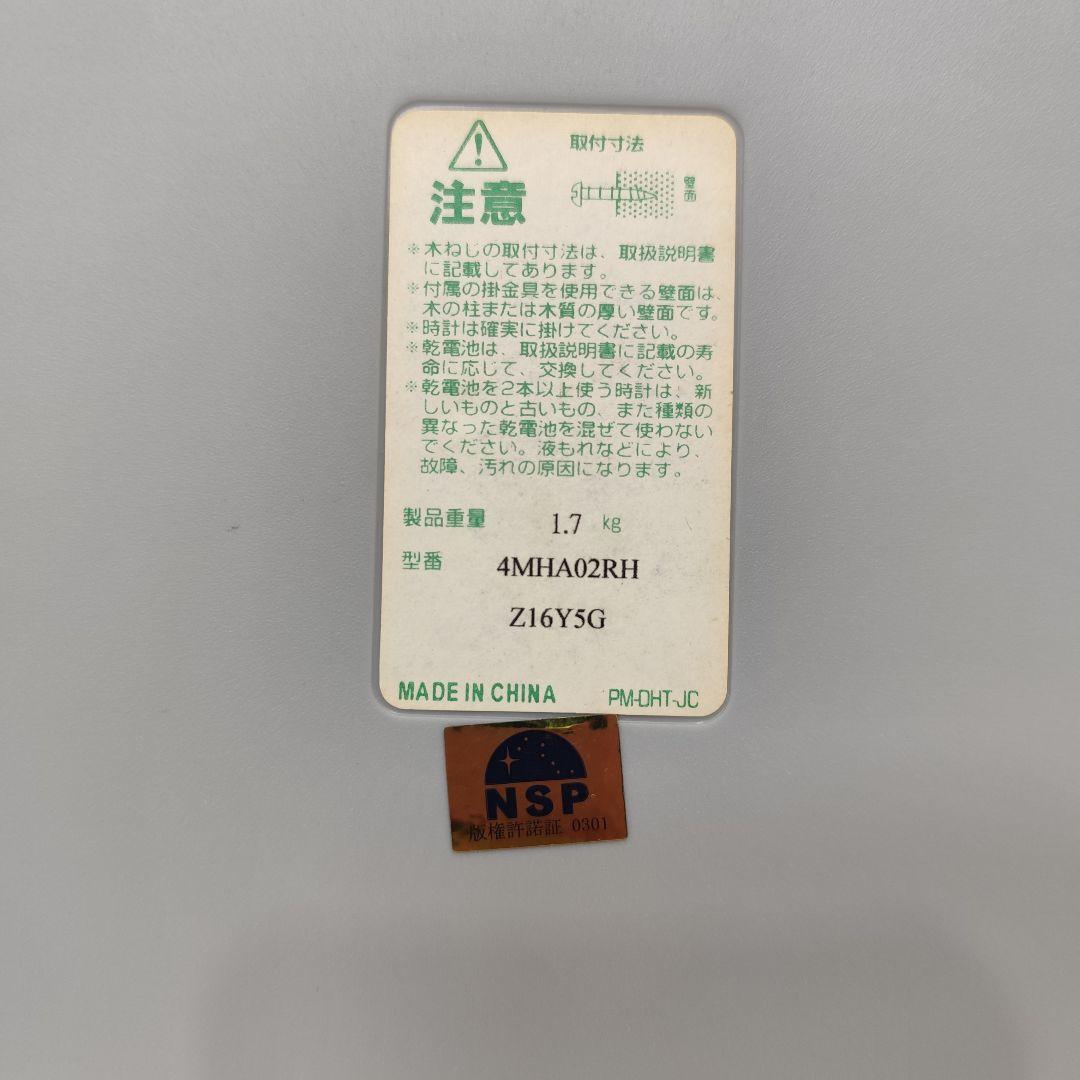 注意
取付寸法
壁面
※木ねじの取付寸法は、取扱説明書
に記載してあります。
※付属の掛金具を使用できる壁面は、
木の柱または木質の厚い壁面です。
※時計は確実に掛けてください。
※乾電池は、取扱説明書に記載の寿
命に応じて、交換してください。
※乾電池を2本以上使う時計は、新
しいものと古いもの、また種類の
異なった乾電池を混ぜて使わない
でください。液もれなどにより、
故障、汚れの原因になります。
製品重量 1.7 kg
型番 4MHA02RH
Z16Y5G
MADE IN CHINA PM-DHT-JC
NSP
版権許諾証 0301